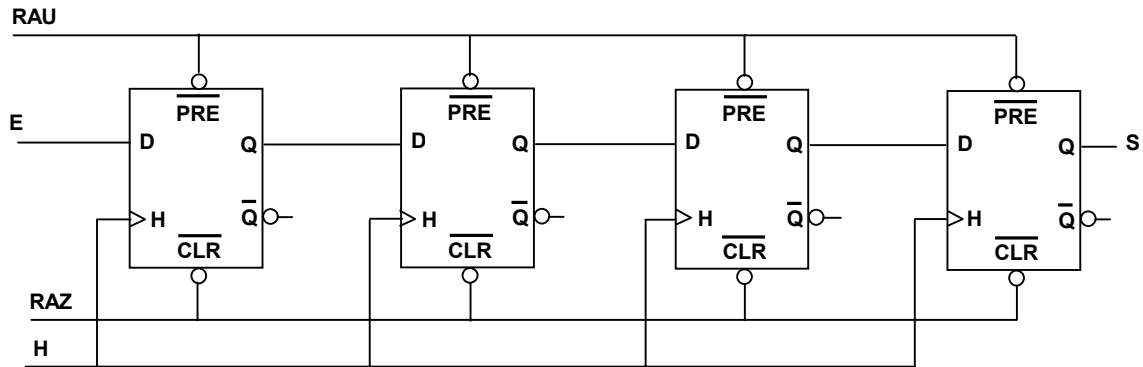 RAU
PRE PRE PRE PRE
E D Q D Q D Q D Q S
H Q̅ H Q̅ H Q̅ H Q̅
CLR CLR CLR CLR
RAZ
H